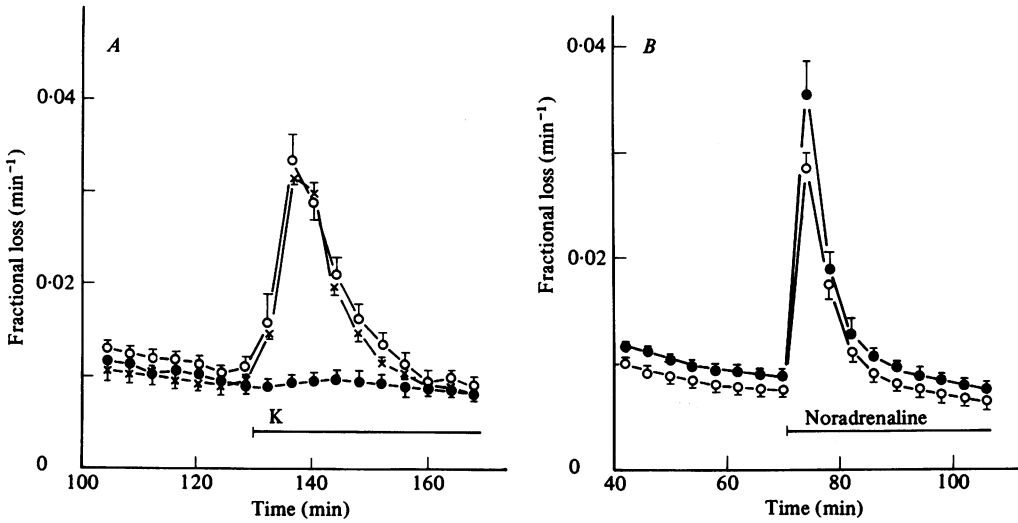 A
Fractional loss (min⁻¹)
0·04
0·02
0
K
100 120 140 160
Time (min)
B
Fractional loss (min⁻¹)
0·04
0·02
0
Noradrenaline
40 60 80 100
Time (min)